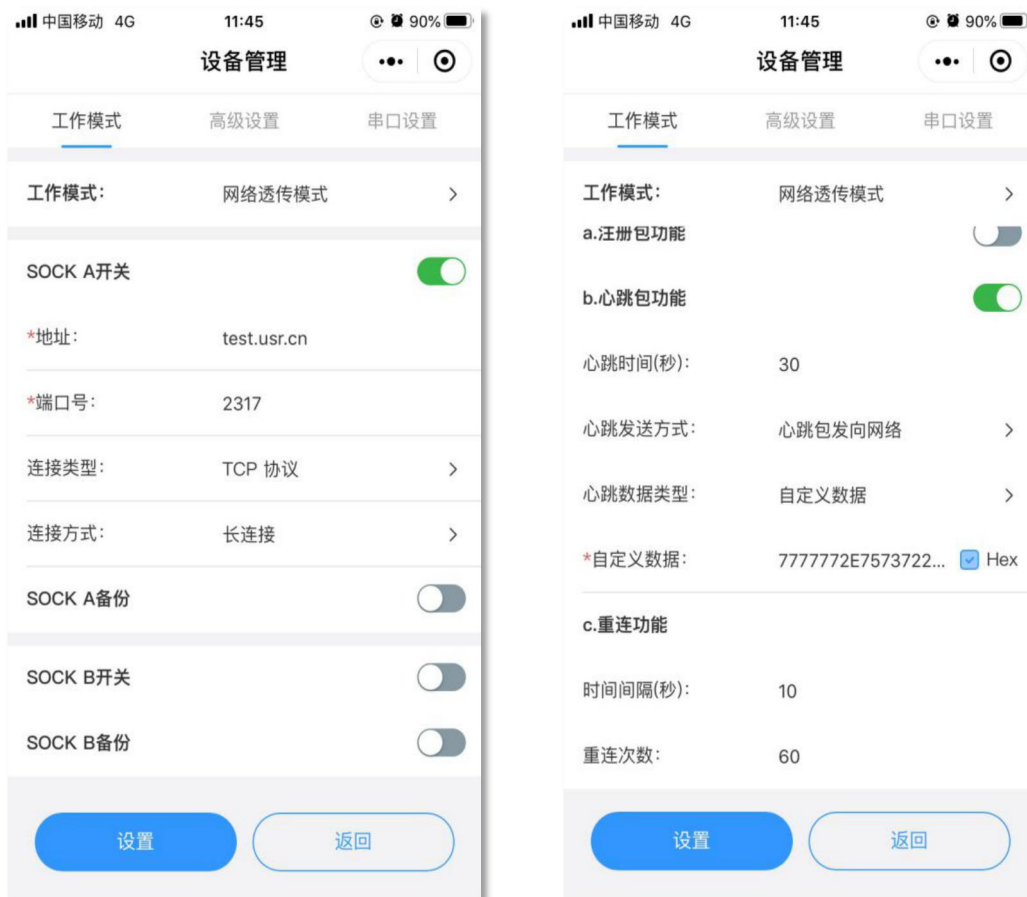 中国移动 4G 11:45 90%
设备管理
工作模式 高级设置 串口设置
工作模式: 网络透传模式
SOCK A开关
*地址: test.usr.cn
*端口号: 2317
连接类型: TCP 协议
连接方式: 长连接
SOCK A备份
SOCK B开关
SOCK B备份
设置 返回
中国移动 4G 11:45 90%
设备管理
工作模式 高级设置 串口设置
工作模式: 网络透传模式
a.注册包功能
b.心跳包功能
心跳时间(秒): 30
心跳发送方式: 心跳包发向网络
心跳数据类型: 自定义数据
*自定义数据: 7777772E7573722... Hex
c.重连功能
时间间隔(秒): 10
重连次数: 60
设置 返回